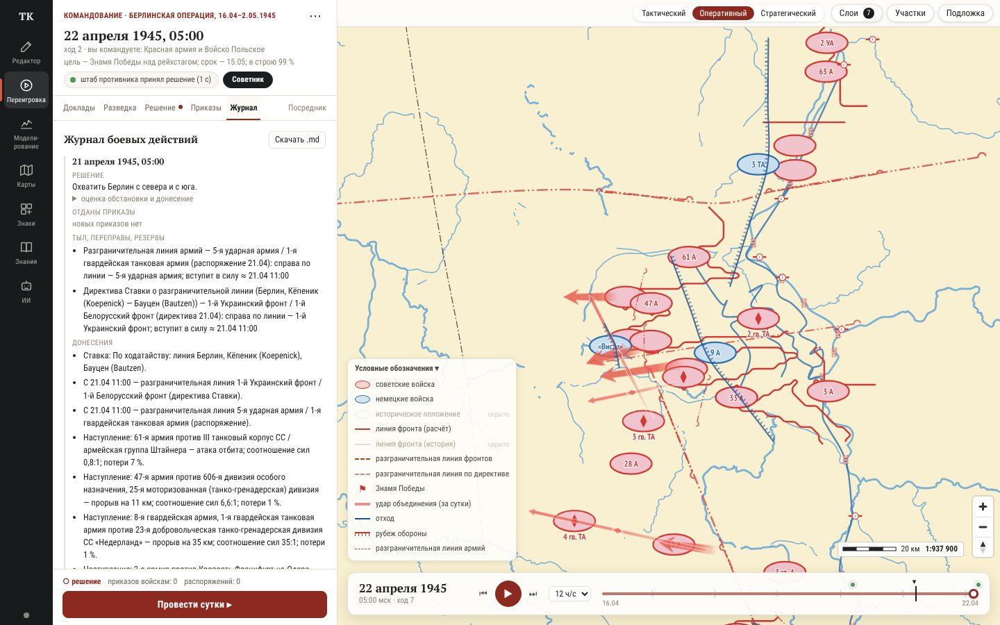 ТК
Редактор
Переигровка
Модели-
рование
Карты
Знаки
Знания
ИИ
КОМАНДОВАНИЕ · БЕРЛИНСКАЯ ОПЕРАЦИЯ, 16.04–2.05.1945
22 апреля 1945, 05:00
ход 2 · вы командуете: Красная армия и Войско Польское
цель — Знамя Победы над рейхстагом; срок — 15.05; в строю 99 %
штаб противника принял решение (1 с)
Советник
Доклады Разведка Решение Приказы Журнал Посредник
Журнал боевых действий
Скачать .md
21 апреля 1945, 05:00
РЕШЕНИЕ
Охватить Берлин с севера и с юга.
▶ оценка обстановки и донесение
ОТДАНЫ ПРИКАЗЫ
новых приказов нет
ТЫЛ, ПЕРЕПРАВЫ, РЕЗЕРВЫ
• Разграничительная линия армий — 5-я ударная армия / 1-я
гвардейская танковая армия (распоряжение 21.04): справа по
линии — 5-я ударная армия; вступит в силу ≈ 21.04 11:00
• Директива Ставки о разграничительной линии (Берлин, Кёпеник
(Koepenick) — Бауцен (Bautzen)) — 1-й Украинский фронт / 1-й
Белорусский фронт (директива 21.04): справа по линии — 1-й
Украинский фронт; вступит в силу ≈ 21.04 11:00
ДОНЕСЕНИЯ
• Ставка: По ходатайству: линия Берлин, Кёпеник (Koepenick),
Бауцен (Bautzen).
• С 21.04 11:00 — разграничительная линия 1-й Украинский фронт /
1-й Белорусский фронт (директива Ставки).
• С 21.04 11:00 — разграничительная линия 5-я ударная армия / 1-я
гвардейская танковая армия (распоряжение).
• Наступление: 61-я армия против III танковый корпус СС /
армейская группа Штайнера — атака отбита; соотношение сил
0,8:1; потери 7 %.
• Наступление: 47-я армия против 606-я дивизия особого
назначения, 25-я моторизованная (танко-гренадерская) дивизия
— прорыв на 11 км; соотношение сил 6,6:1; потери 1 %.
• Наступление: 8-я гвардейская армия, 1-я гвардейская танковая
армия против 23-я добровольческая танко-гренадерская дивизия
СС «Недерланд» — прорыв на 35 км; соотношение сил 35:1; потери
1 %.
решение приказов войскам: 0 распоряжений: 0
Провести сутки ▸
Тактический Оперативный Стратегический
Слои 7
Участки
Подложка
2 УА
65 А
3 ТА
61 А
47 А
2 гв. ТА
«Висла»
9 А
33 А
3 А
3 гв. ТА
28 А
4 гв. ТА
Условные обозначения ▾
советские войска
немецкие войска
историческое положение скрыто
линия фронта (расчёт)
линия фронта (история) скрыто
разграничительная линия фронтов
разграничительная линия по директиве
Знамя Победы
удар объединения (за сутки)
отход
рубеж обороны
разграничительная линия армий
20 км 1:937 900
22 апреля 1945
05:00 мск · ход 7
12 ч/с
16.04
22.04